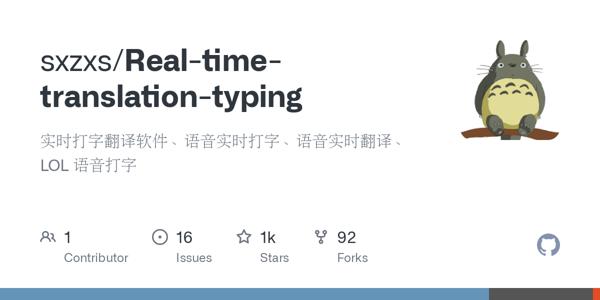 sxzxs/Real-time-
translation-typing
实时打字翻译软件、语音实时打字、语音实时翻译、
LOL 语音打字
1 16 1k 92
Contributor Issues Stars Forks